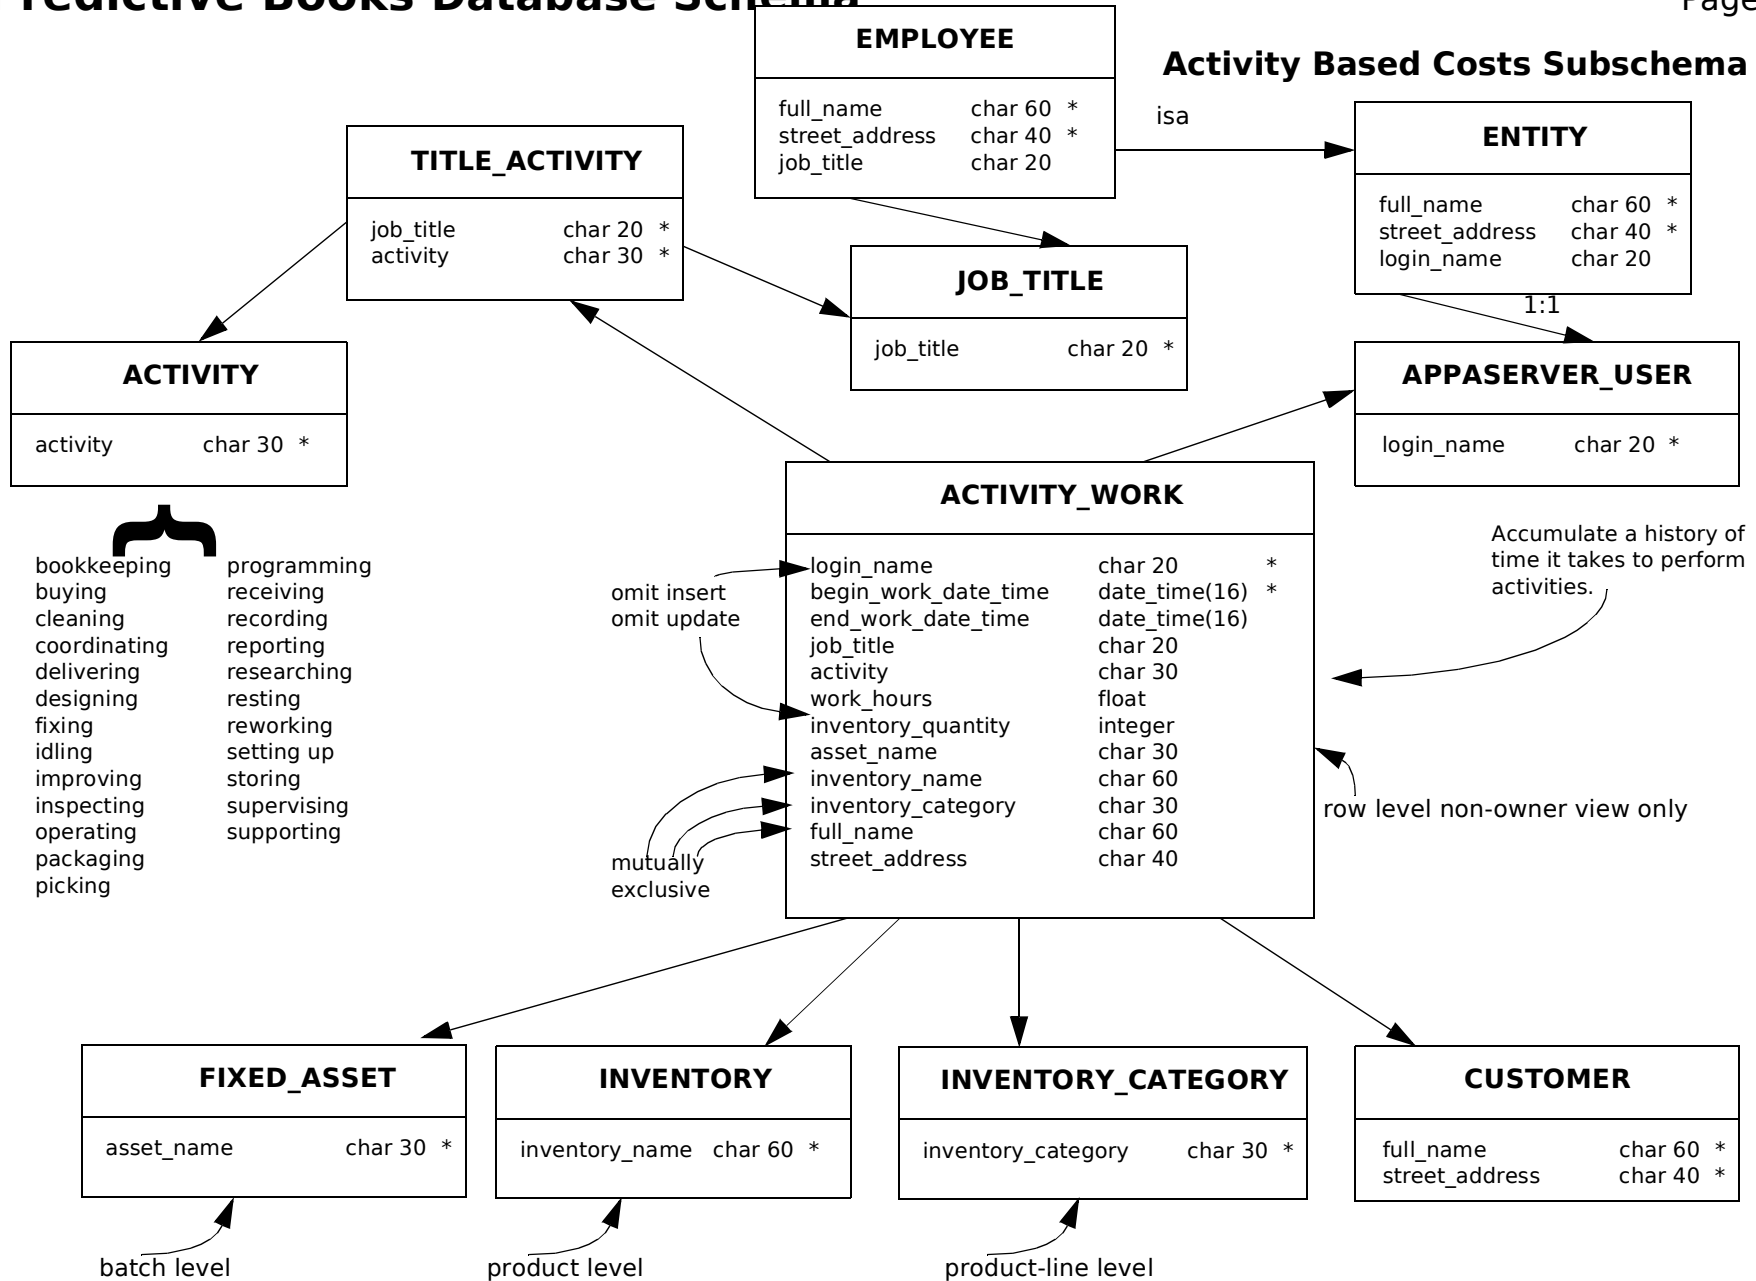 redictive Books Database Schema
Page
Activity Based Costs Subschema
EMPLOYEE
full_name char 60 *
street_address char 40 *
job_title char 20
isa
ENTITY
full_name char 60 *
street_address char 40 *
login_name char 20
1:1
TITLE_ACTIVITY
job_title char 20 *
activity char 30 *
JOB_TITLE
job_title char 20 *
ACTIVITY
activity char 30 *
APPASERVER_USER
login_name char 20 *
{
bookkeeping
buying
cleaning
coordinating
delivering
designing
fixing
idling
improving
inspecting
operating
packaging
picking
programming
receiving
recording
reporting
researching
resting
reworking
setting up
storing
supervising
supporting
omit insert
omit update
mutually
exclusive
ACTIVITY_WORK
login_name char 20 *
begin_work_date_time date_time(16) *
end_work_date_time date_time(16)
job_title char 20
activity char 30
work_hours float
inventory_quantity integer
asset_name char 30
inventory_name char 60
inventory_category char 30
full_name char 60
street_address char 40
Accumulate a history of
time it takes to perform
activities.
row level non-owner view only
FIXED_ASSET
asset_name char 30 *
batch level
INVENTORY
inventory_name char 60 *
product level
INVENTORY_CATEGORY
inventory_category char 30 *
product-line level
CUSTOMER
full_name char 60 *
street_address char 40 *